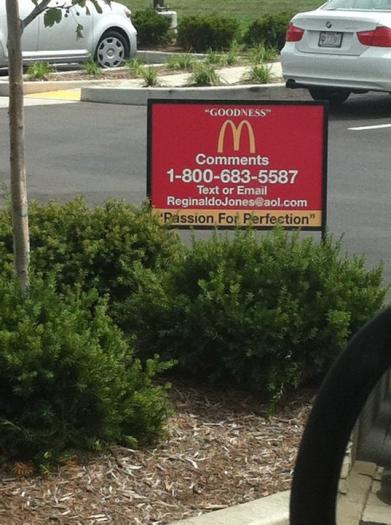 "GOODNESS"
Comments
1-800-683-5587
Text or Email
ReginaldoJones@aol.com
"Passion For Perfection"